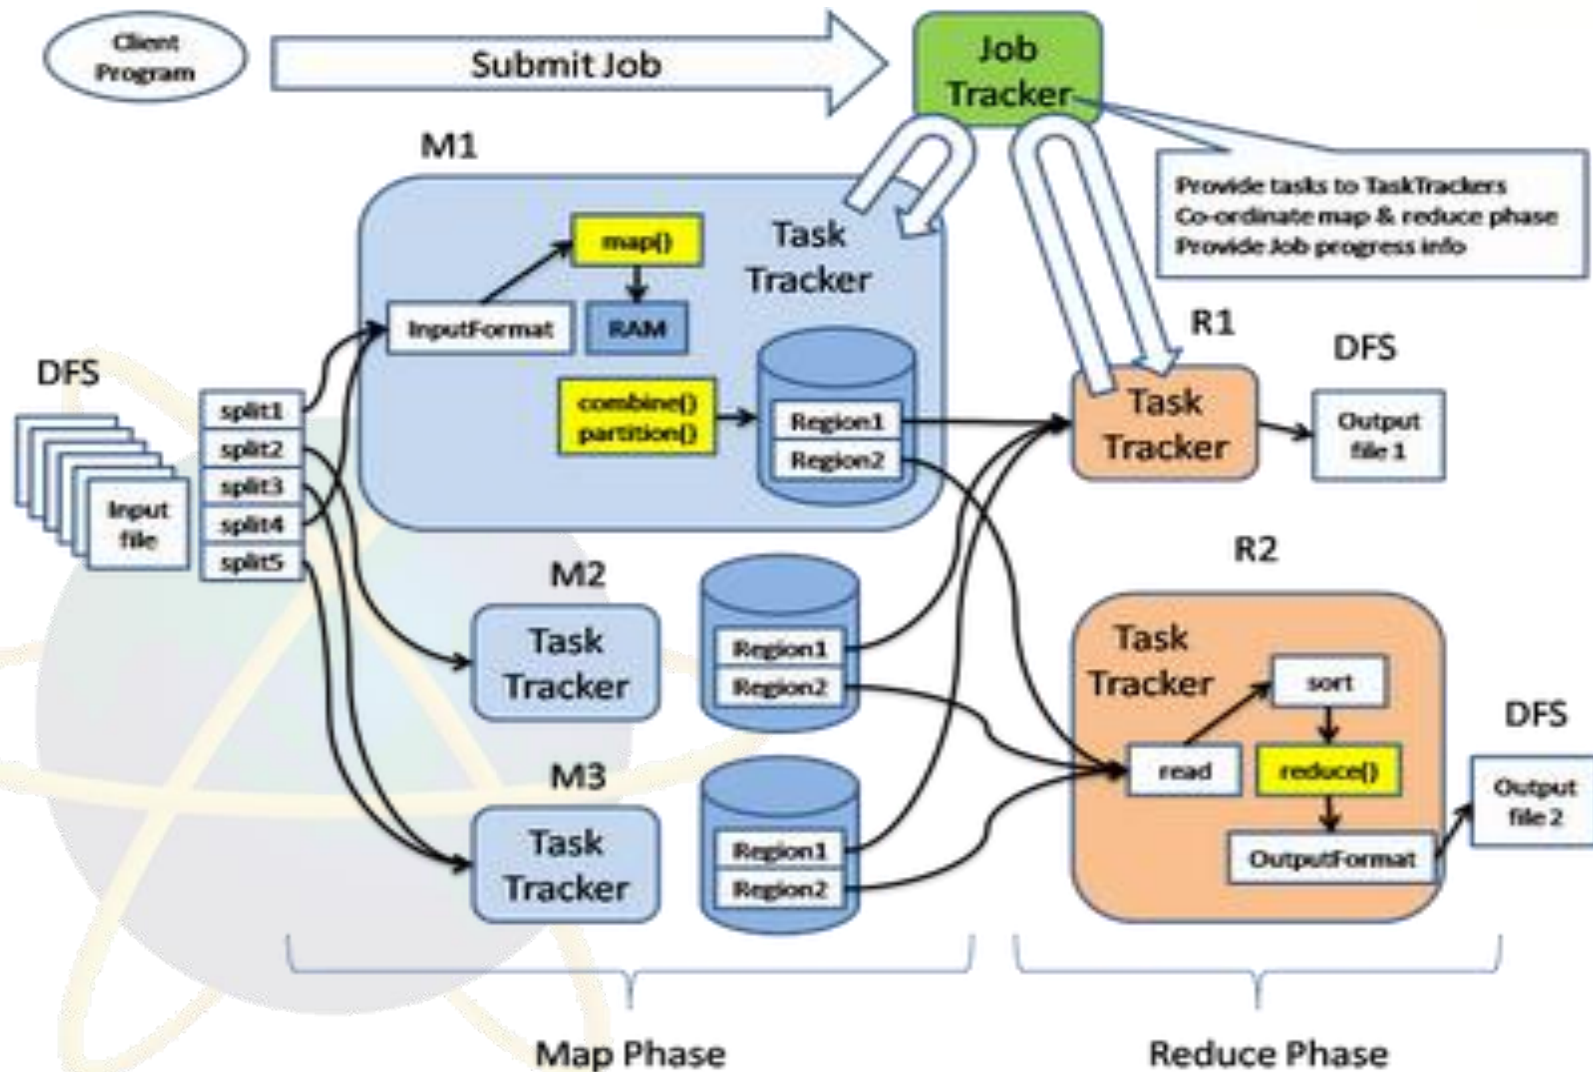 Client
Program
Submit Job
Job
Tracker
Provide tasks to TaskTrackers
Co-ordinate map & reduce phase
Provide Job progress info
M1
map()
Task
Tracker
InputFormat
RAM
combine()
partition()
Region1
Region2
DFS
Input
file
split1
split2
split3
split4
split5
M2
Task
Tracker
Region1
Region2
M3
Task
Tracker
Region1
Region2
R1
Task
Tracker
DFS
Output
file 1
R2
Task
Tracker
sort
read
reduce()
OutputFormat
DFS
Output
file 2
Map Phase
Reduce Phase